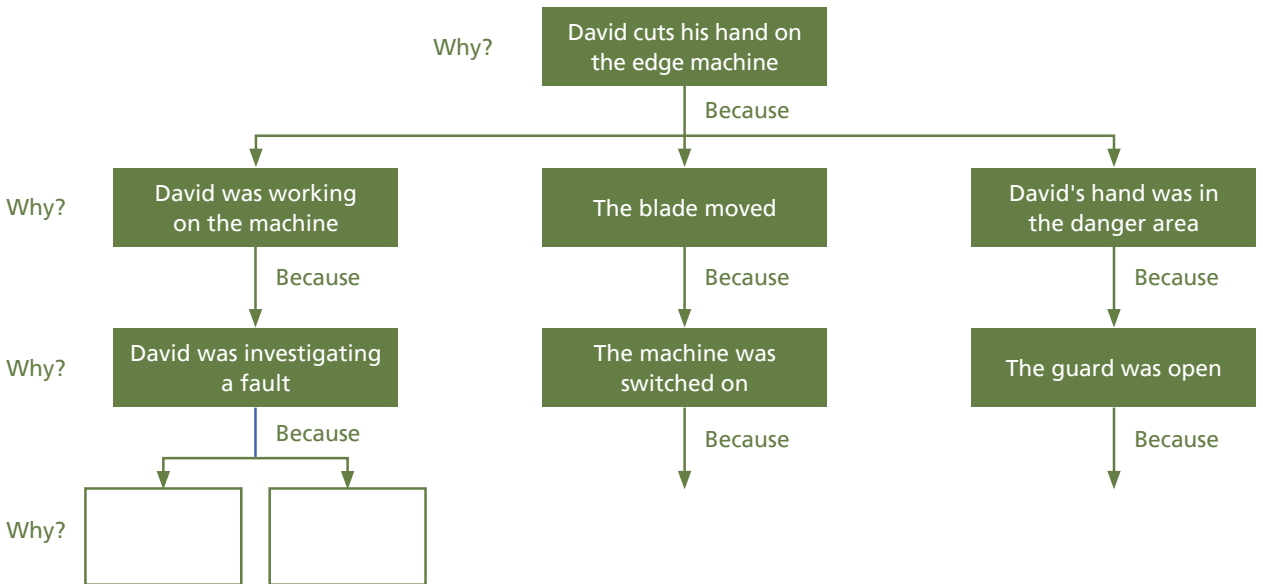 Why?
David cuts his hand on
the edge machine
Because
Why?
David was working
on the machine
The blade moved
David's hand was in
the danger area
Because
Because
Because
Why?
David was investigating
a fault
The machine was
switched on
The guard was open
Because
Because
Because
Why?